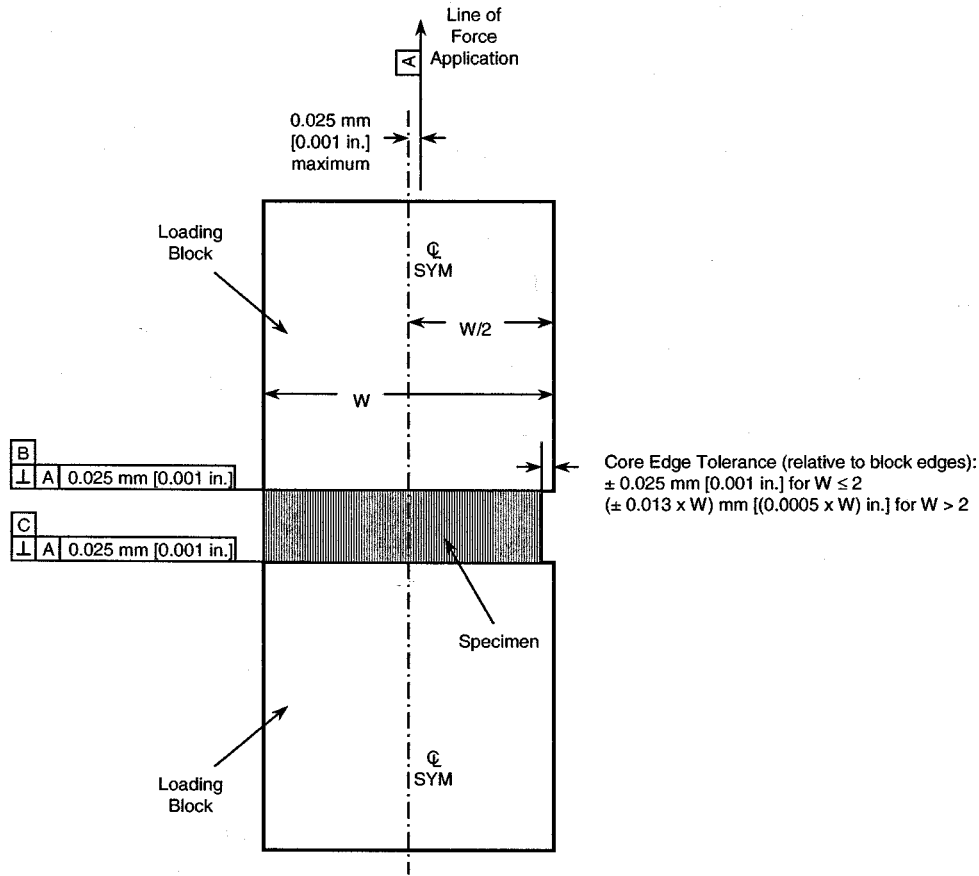 Line of
Force
Application
A
0.025 mm
[0.001 in.]
maximum
Loading
Block
℄
SYM
W/2
W
B
⊥ A 0.025 mm [0.001 in.]
C
⊥ A 0.025 mm [0.001 in.]
Core Edge Tolerance (relative to block edges):
± 0.025 mm [0.001 in.] for W ≤ 2
(± 0.013 x W) mm [(0.0005 x W) in.] for W > 2
Specimen
℄
SYM
Loading
Block